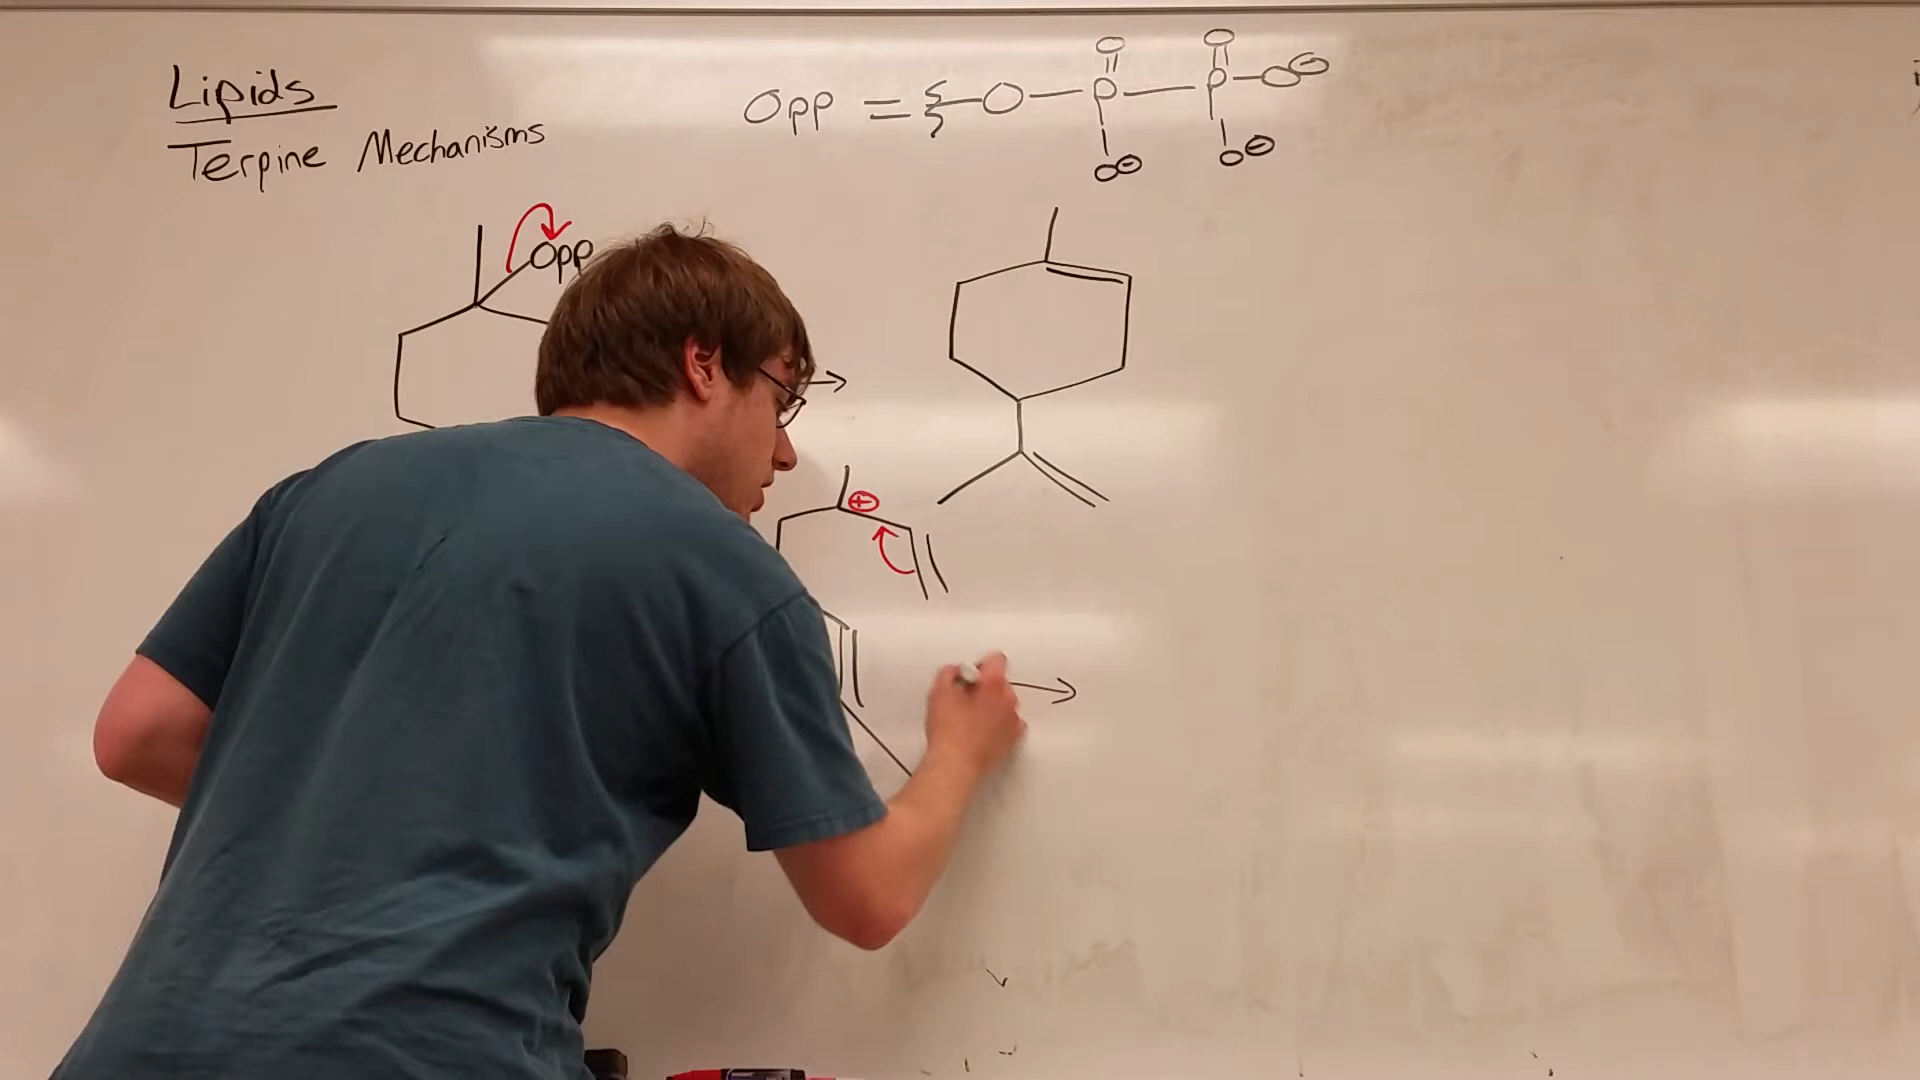 Lipids
Terpine Mechanisms
Opp = O P P O⊖
O O
O⊖ O⊖
Opp
⊕